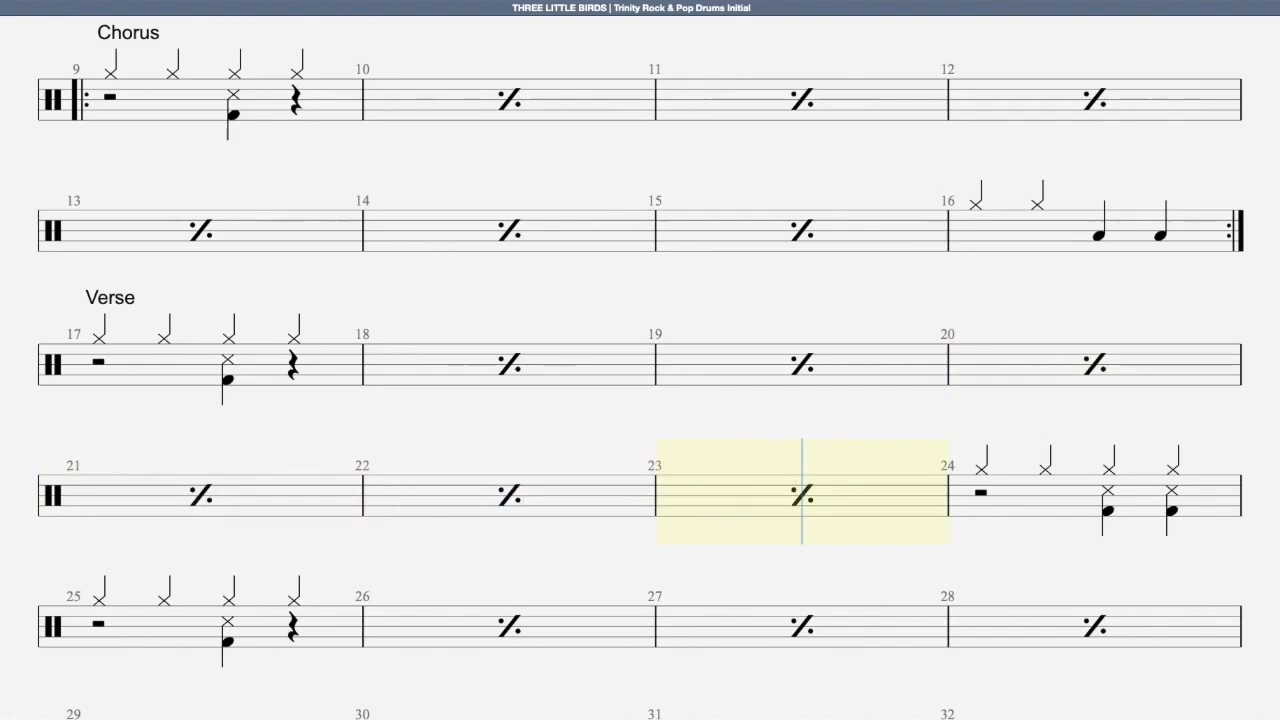 THREE LITTLE BIRDS | Trinity Rock & Pop Drums Initial
Chorus
9 10 11 12
13 14 15 16
Verse
17 18 19 20
21 22 23 24
25 26 27 28
29 30 31 32